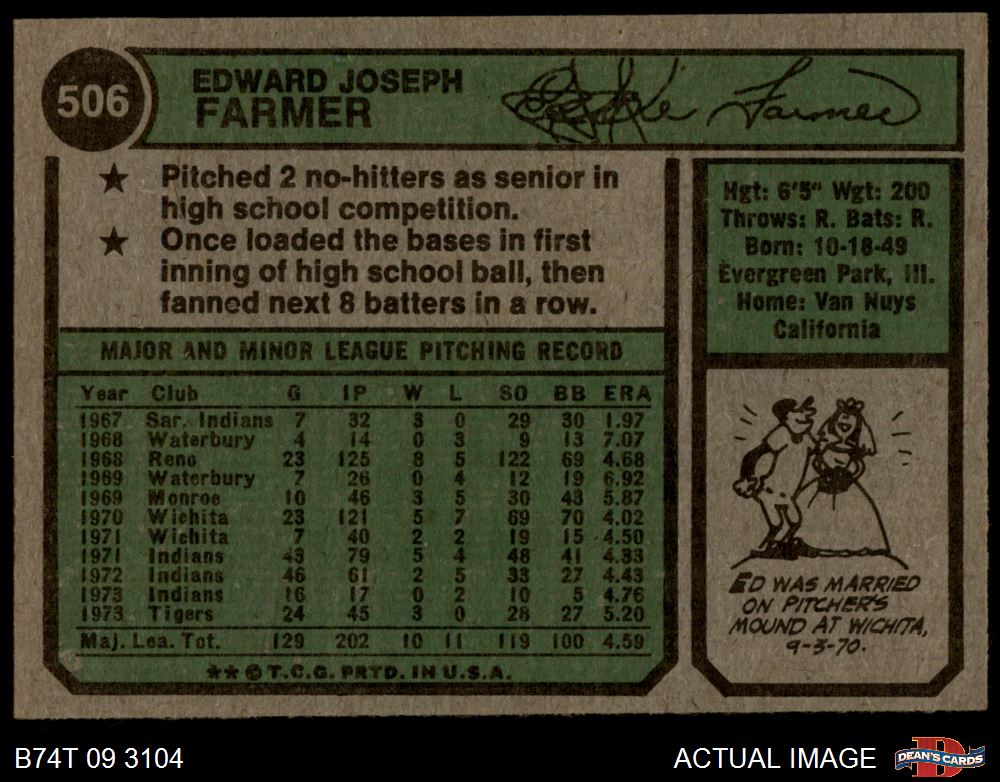 506
EDWARD JOSEPH
FARMER
Farmer
★ Pitched 2 no-hitters as senior in
high school competition.
★ Once loaded the bases in first
inning of high school ball, then
fanned next 8 batters in a row.
Hgt: 6'5" Wgt: 200
Throws: R. Bats: R.
Born: 10-18-49
Evergreen Park, Ill.
Home: Van Nuys
California
MAJOR AND MINOR LEAGUE PITCHING RECORD
Year Club G IP W L SO BB ERA
1967 Sar. Indians 7 32 3 0 29 30 1.97
1968 Waterbury 4 14 0 3 9 13 7.07
1968 Reno 23 125 8 5 122 69 4.68
1969 Waterbury 7 26 0 4 12 19 6.92
1969 Monroe 10 46 3 5 30 43 5.87
1970 Wichita 23 121 5 7 69 70 4.02
1971 Wichita 7 40 2 2 19 15 4.50
1971 Indians 43 79 5 4 48 41 4.33
1972 Indians 46 61 2 5 33 27 4.43
1973 Indians 16 17 0 2 10 5 4.76
1973 Tigers 24 45 3 0 28 27 5.20
Maj. Lea. Tot. 129 202 10 11 119 100 4.59
**©T.C.G. PRTD. IN U.S.A.
ED WAS MARRIED
ON PITCHER'S
MOUND AT WICHITA,
9-3-70.
B74T 09 3104
ACTUAL IMAGE
DEAN'S CARDS